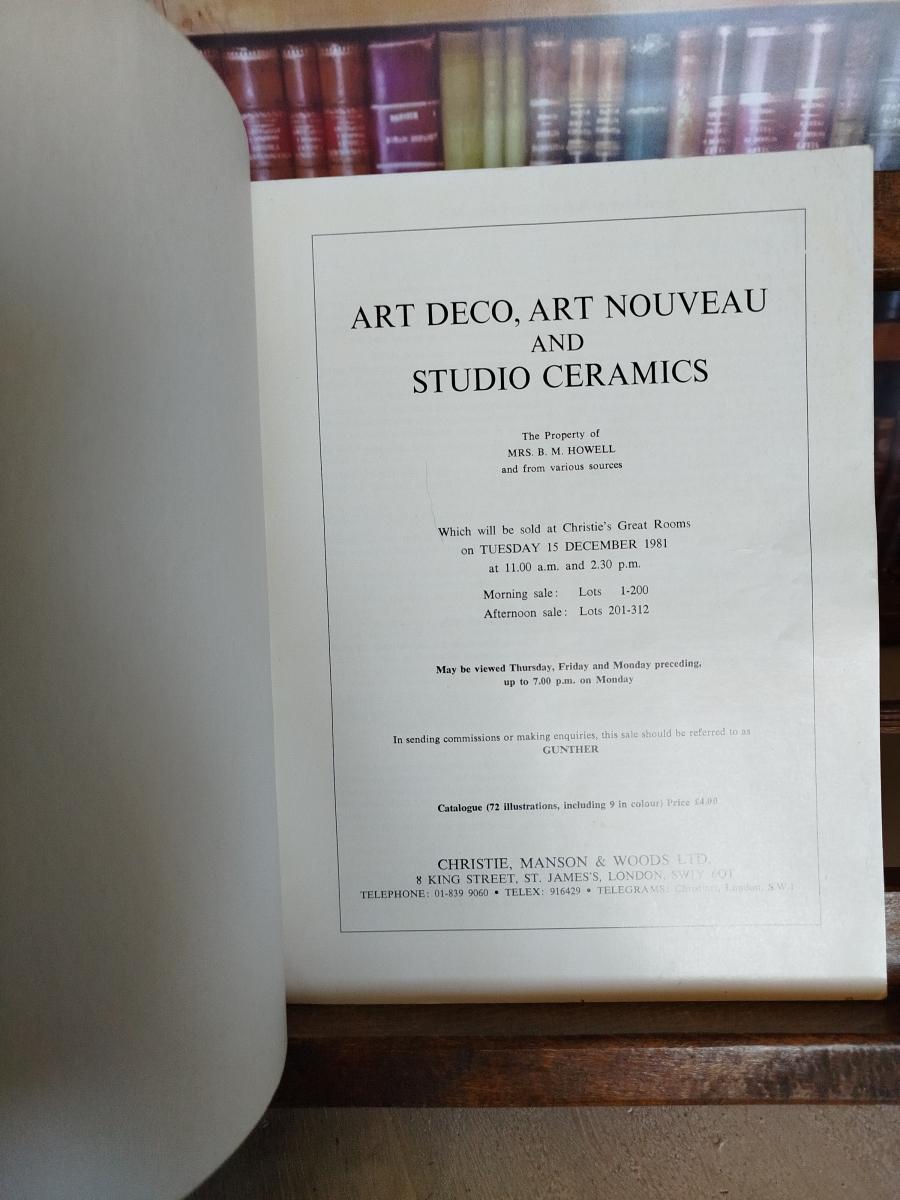 ART DECO, ART NOUVEAU
AND
STUDIO CERAMICS
The Property of
MRS. B. M. HOWELL
and from various sources
Which will be sold at Christie's Great Rooms
on TUESDAY 15 DECEMBER 1981
at 11.00 a.m. and 2.30 p.m.
Morning sale: Lots 1-200
Afternoon sale: Lots 201-312
May be viewed Thursday, Friday and Monday preceding,
up to 7.00 p.m. on Monday
In sending commissions or making enquiries, this sale should be referred to as
GUNTHER
Catalogue (72 illustrations, including 9 in colour) Price £4.00
CHRISTIE, MANSON & WOODS LTD.
8 KING STREET, ST. JAMES'S, LONDON, SW1Y 6QT
TELEPHONE: 01-839 9060 • TELEX: 916429 • TELEGRAMS: London, S.W.1